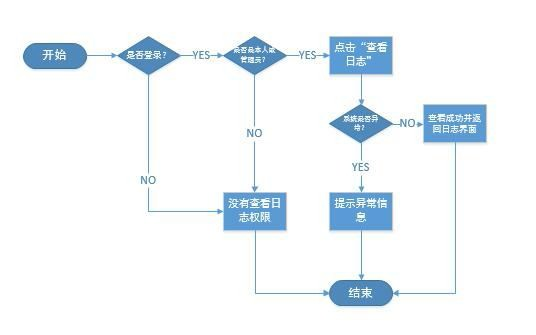 开始
是否登录?
YES
是否是本人或
管理员?
YES
点击“查看
日志”
系统是否异
常?
NO
查看成功并返
回日志界面
NO
YES
NO
没有查看日
志权限
提示异常信
息
结束